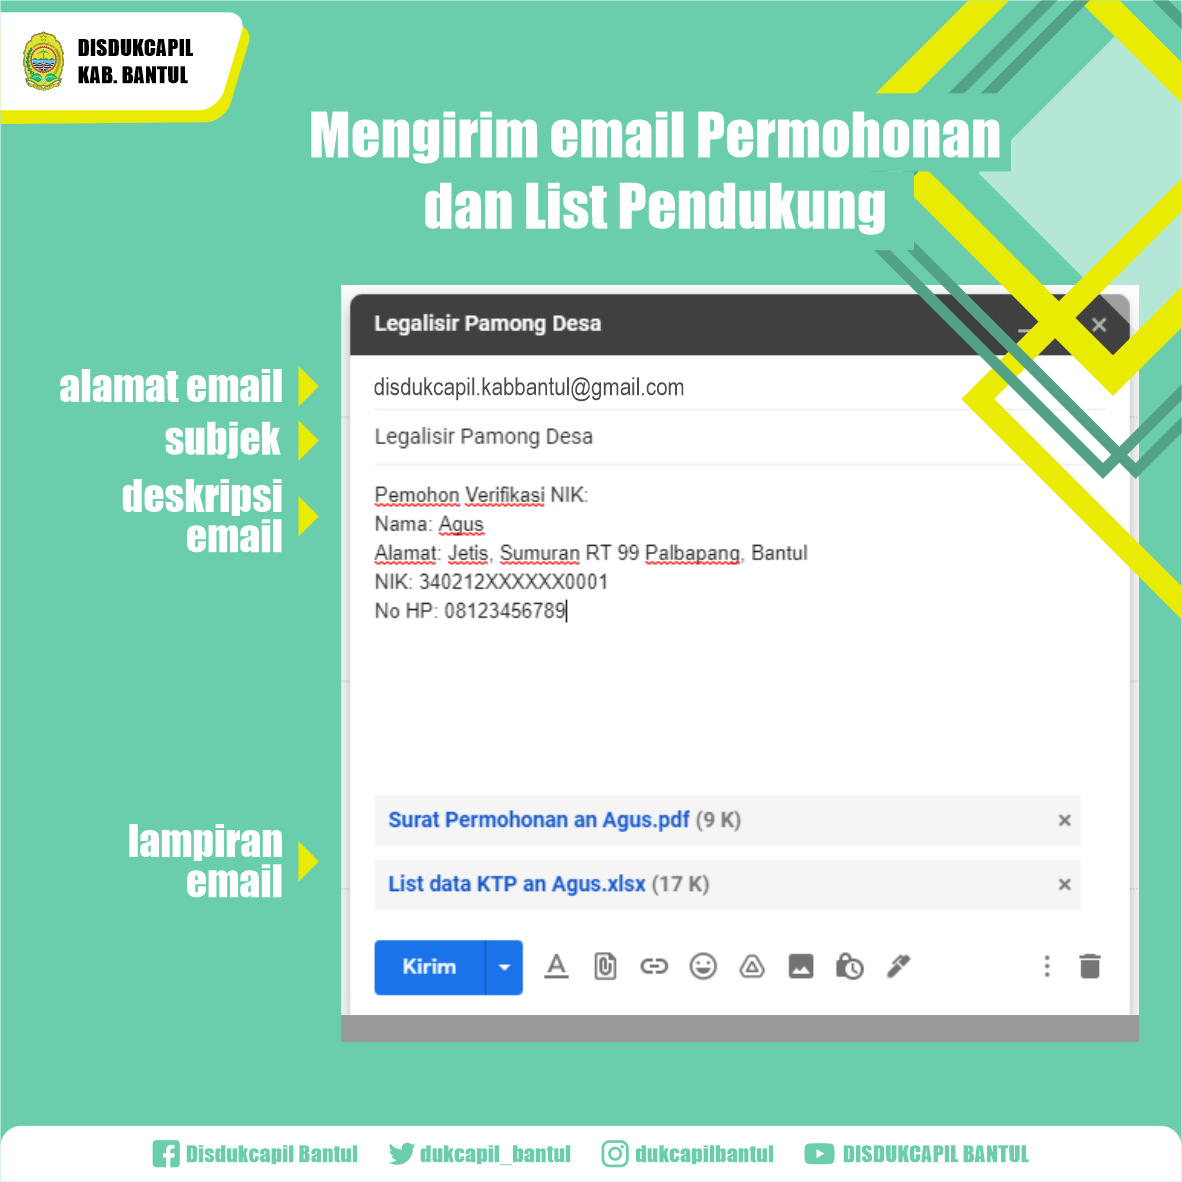 DISDUKCAPIL
KAB. BANTUL
Mengirim email Permohonan
dan List Pendukung
Legalisir Pamong Desa
alamat email
disdukcapil.kabbantul@gmail.com
subjek
Legalisir Pamong Desa
deskripsi
email
Pemohon Verifikasi NIK:
Nama: Agus
Alamat: Jetis, Sumuran RT 99 Palbapang, Bantul
NIK: 340212XXXXXX0001
No HP: 08123456789
lampiran
email
Surat Permohonan an Agus.pdf (9 K)
List data KTP an Agus.xlsx (17 K)
Kirim
Disdukcapil Bantul
dukcapil_bantul
dukcapilbantul
DISDUKCAPIL BANTUL